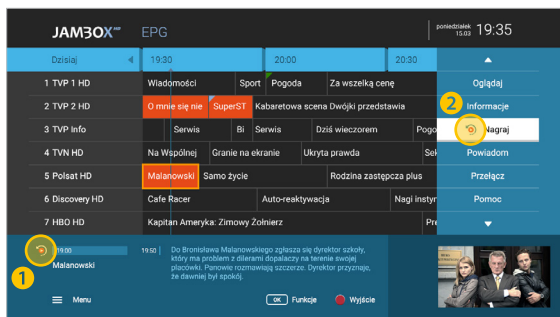 JAMBOX EPG poniedziałek 15.03 19:35
Dzisiaj 19:30 20:00 20:30
1 TVP 1 HD Wiadomości Sport Pogoda Za wszelką cenę Oglądaj
2
2 TVP 2 HD O mnie się nie SuperST Kabaretowa scena Dwójki przedstawia Informacje
3 TVP Info Serwis Bi Serwis Dziś wieczorem Pogo Nagraj
4 TVN HD Na Wspólnej Granie na ekranie Ukryta prawda Sek Powiadom
5 Polsat HD Malanowski Samo życie Rodzina zastępcza plus Przełącz
6 Discovery HD Cafe Racer Auto-reaktywacja Nagi instyn Pomoc
7 HBO HD Kapitan Ameryka: Zimowy Żołnierz Pre
19:00 19:50 Do Bronisława Malanowskiego zgłasza się dyrektor szkoły,
Malanowski który ma problem z dilerami dopalaczy na terenie swojej
placówki. Panowie rozmawiają szczerze. Dyrektor przyznaje,
że dawniej był spokój.
1
Menu OK Funkcje Wyjście